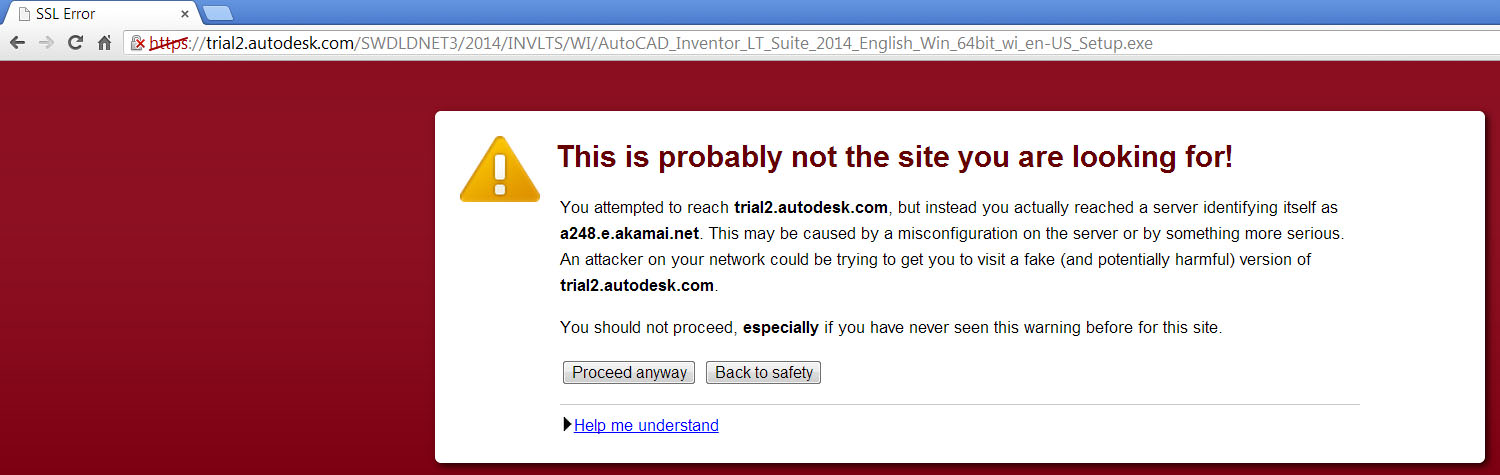 SSL Error
https://trial2.autodesk.com/SWDLDNET3/2014/INVLTS/WI/AutoCAD_Inventor_LT_Suite_2014_English_Win_64bit_wi_en-US_Setup.exe
This is probably not the site you are looking for!
You attempted to reach trial2.autodesk.com, but instead you actually reached a server identifying itself as
a248.e.akamai.net. This may be caused by a misconfiguration on the server or by something more serious.
An attacker on your network could be trying to get you to visit a fake (and potentially harmful) version of
trial2.autodesk.com.
You should not proceed, especially if you have never seen this warning before for this site.
Proceed anyway Back to safety
Help me understand